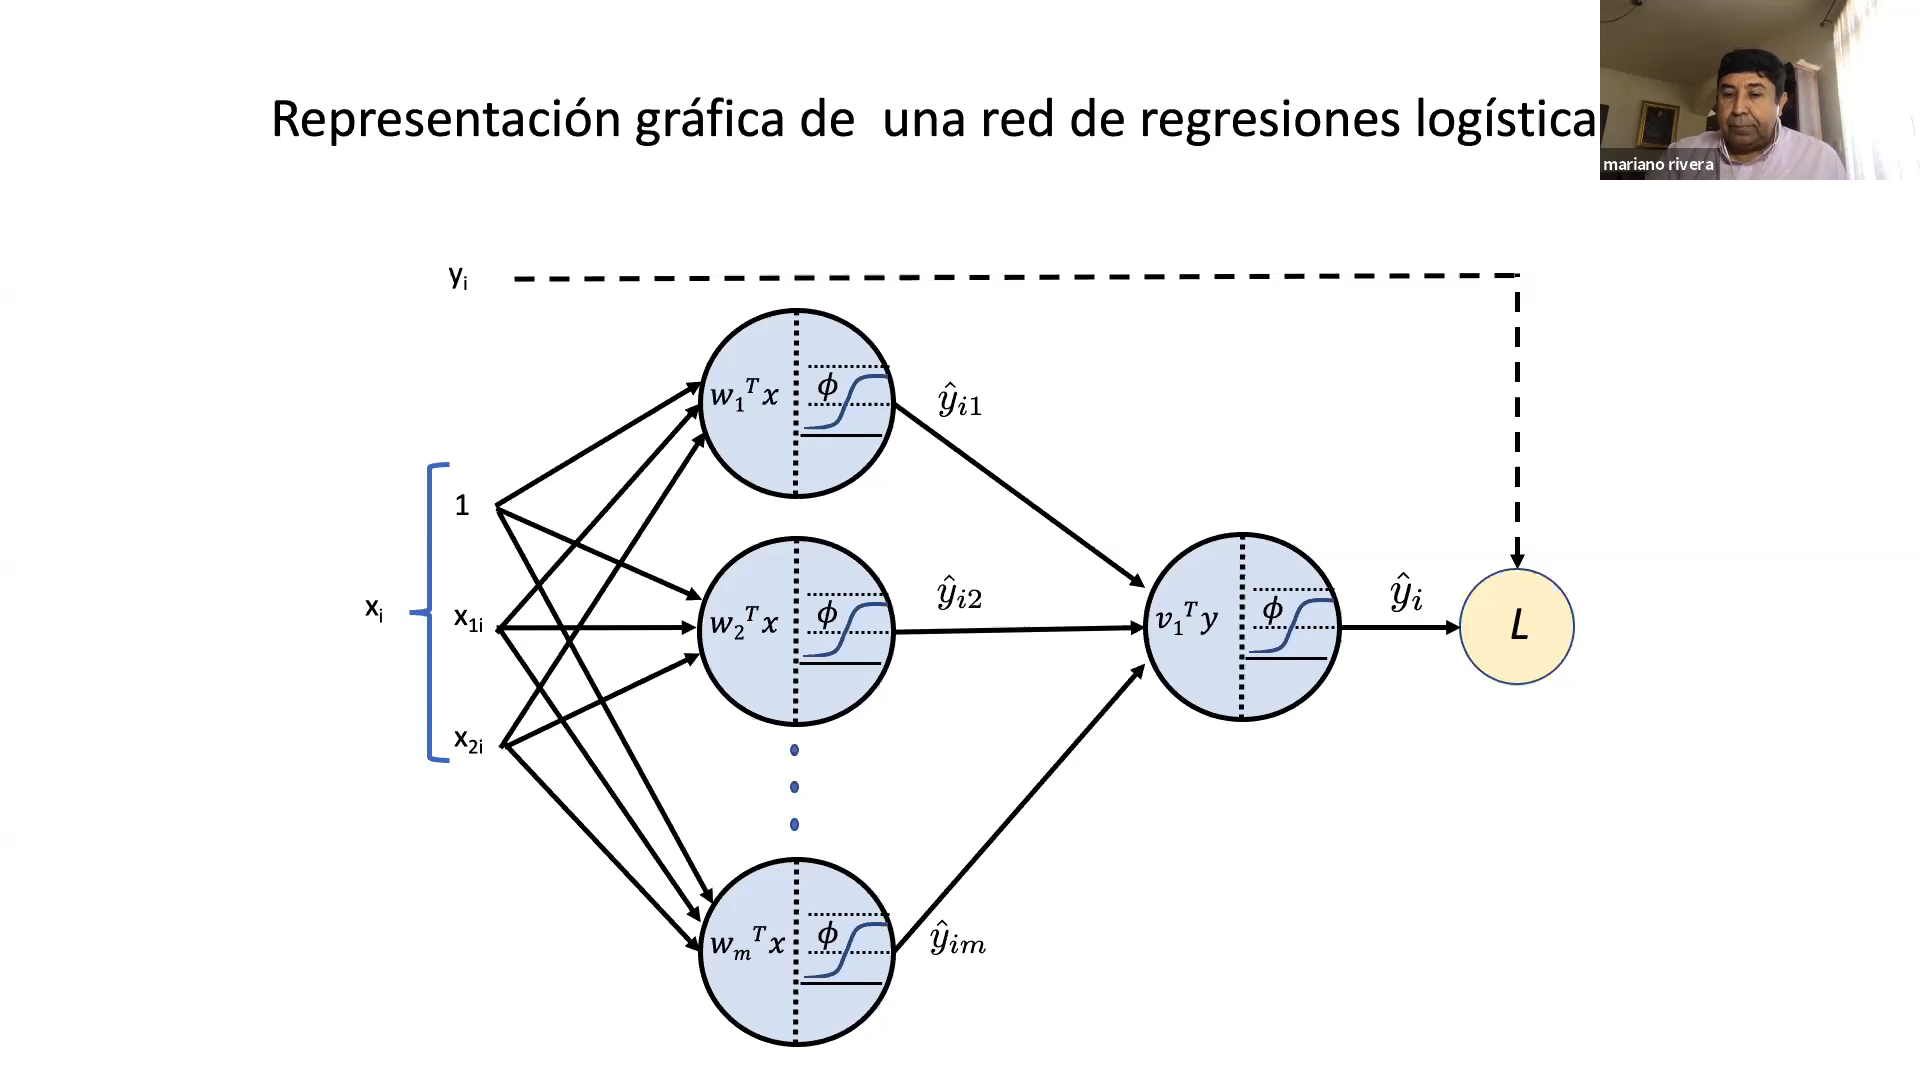 Representación gráfica de una red de regresiones logística
mariano rivera
yᵢ
w₁ᵀx
ϕ
ŷᵢ₁
1
xᵢ
x₁ᵢ
x₂ᵢ
w₂ᵀx
ϕ
ŷᵢ₂
v₁ᵀy
ϕ
ŷᵢ
L
wₘᵀx
ϕ
ŷᵢₘ